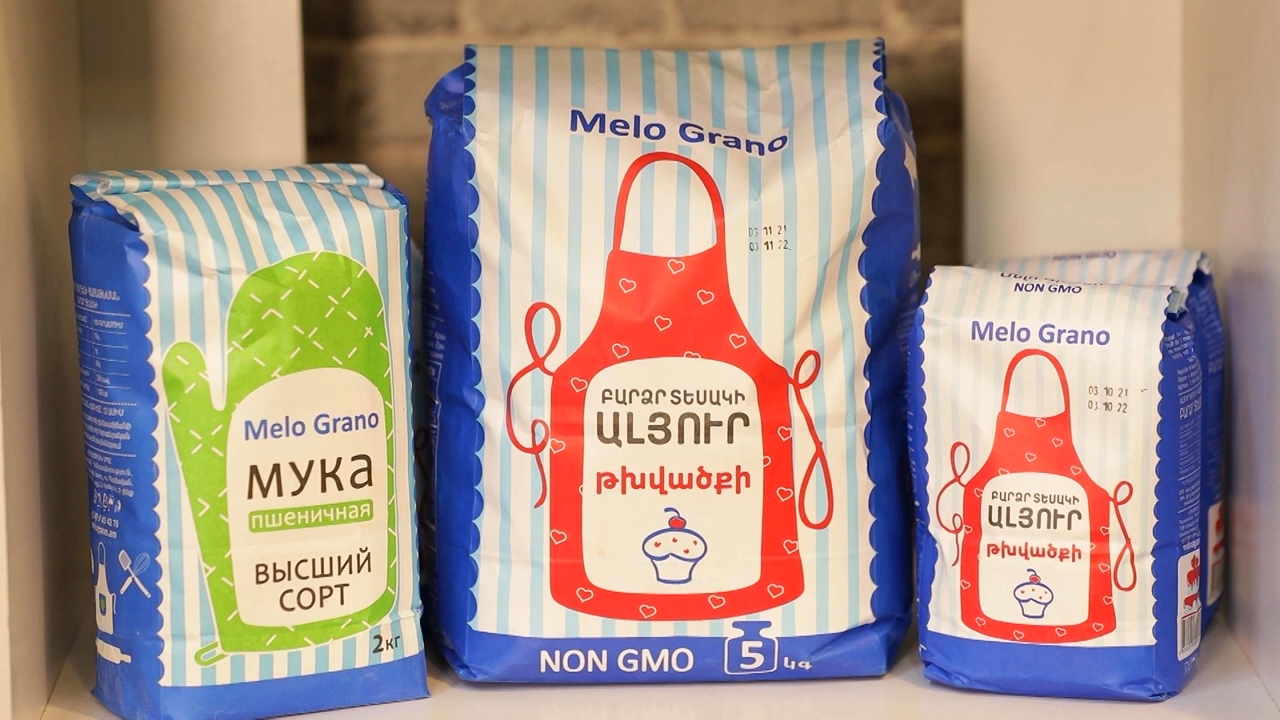 Melo Grano
мука
пшеничная
ВЫСШИЙ
СОРТ
2кг
Melo Grano
03 11 21
03 11 22
ԲԱՐՁՐ ՏԵՍԱԿԻ
ԱԼՅՈՒՐ
թխվածքի
NON GMO
5 կգ
NON GMO
Melo Grano
03 10 21
03 10 22
ԲԱՐՁՐ ՏԵՍԱԿԻ
ԱԼՅՈՒՐ
թխվածքի